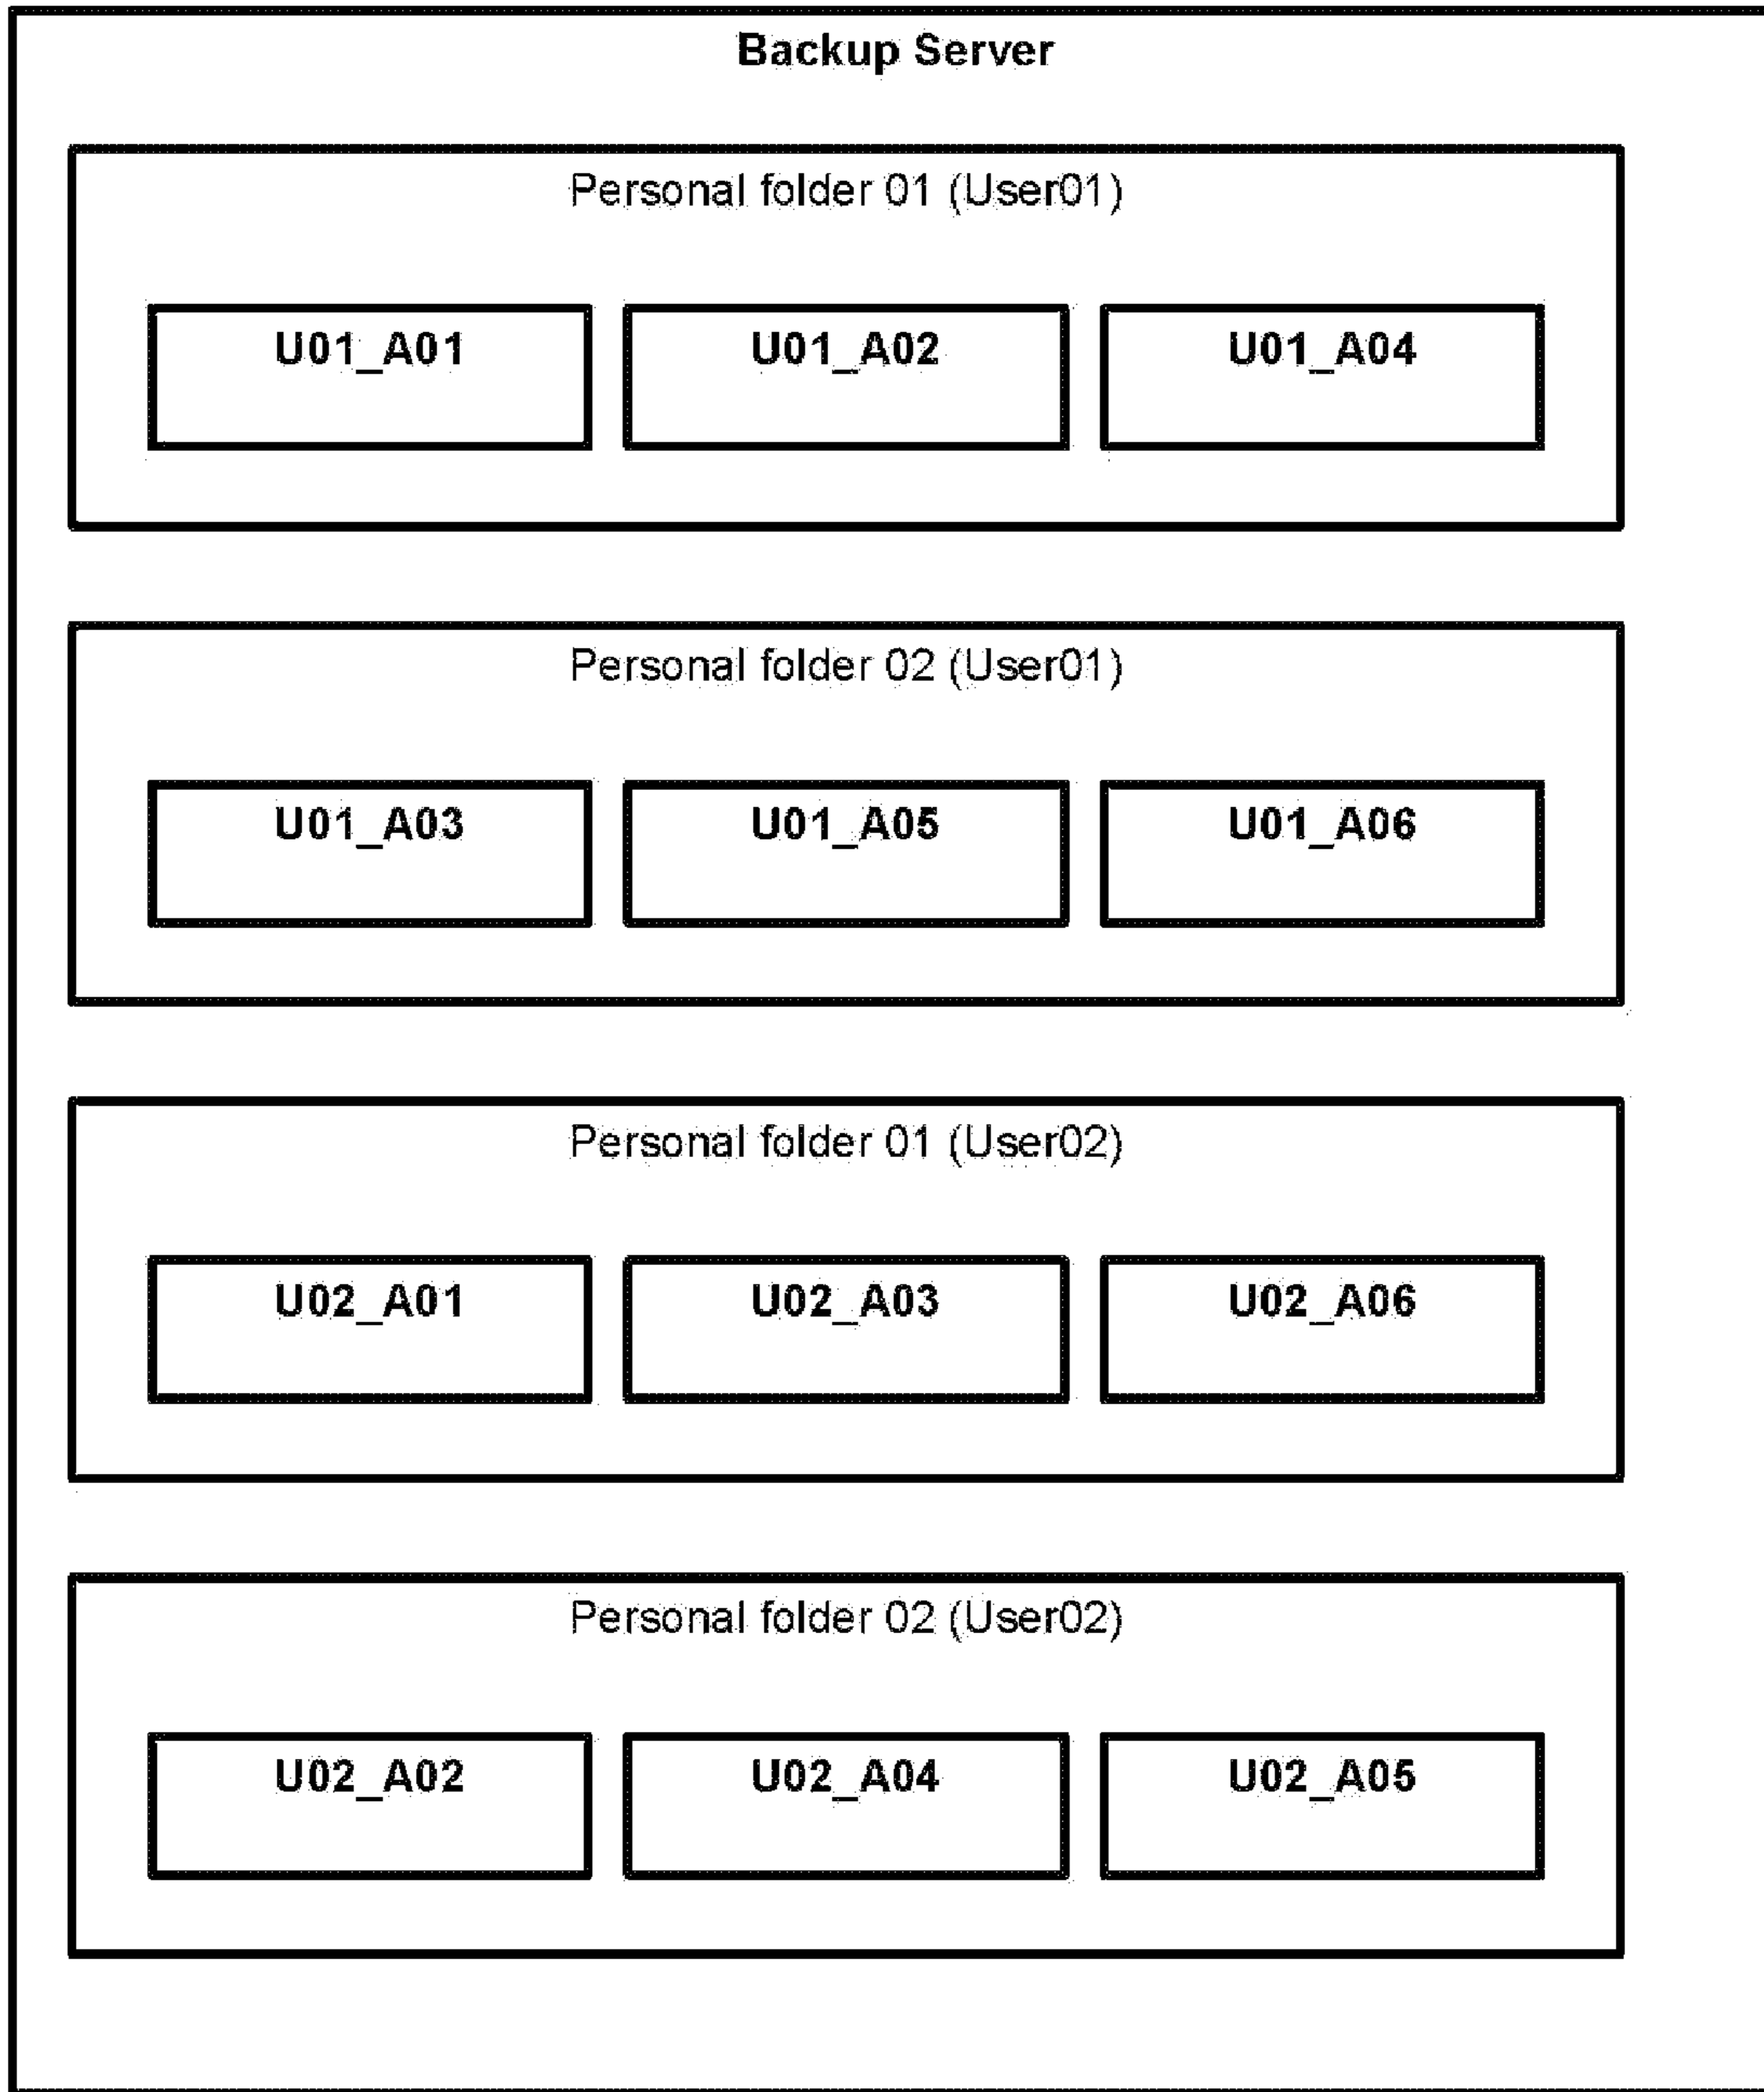 Backup Server
Personal folder 01 (User01)
U01_A01 U01_A02 U01_A04
Personal folder 02 (User01)
U01_A03 U01_A05 U01_A06
Personal folder 01 (User02)
U02_A01 U02_A03 U02_A06
Personal folder 02 (User02)
U02_A02 U02_A04 U02_A05